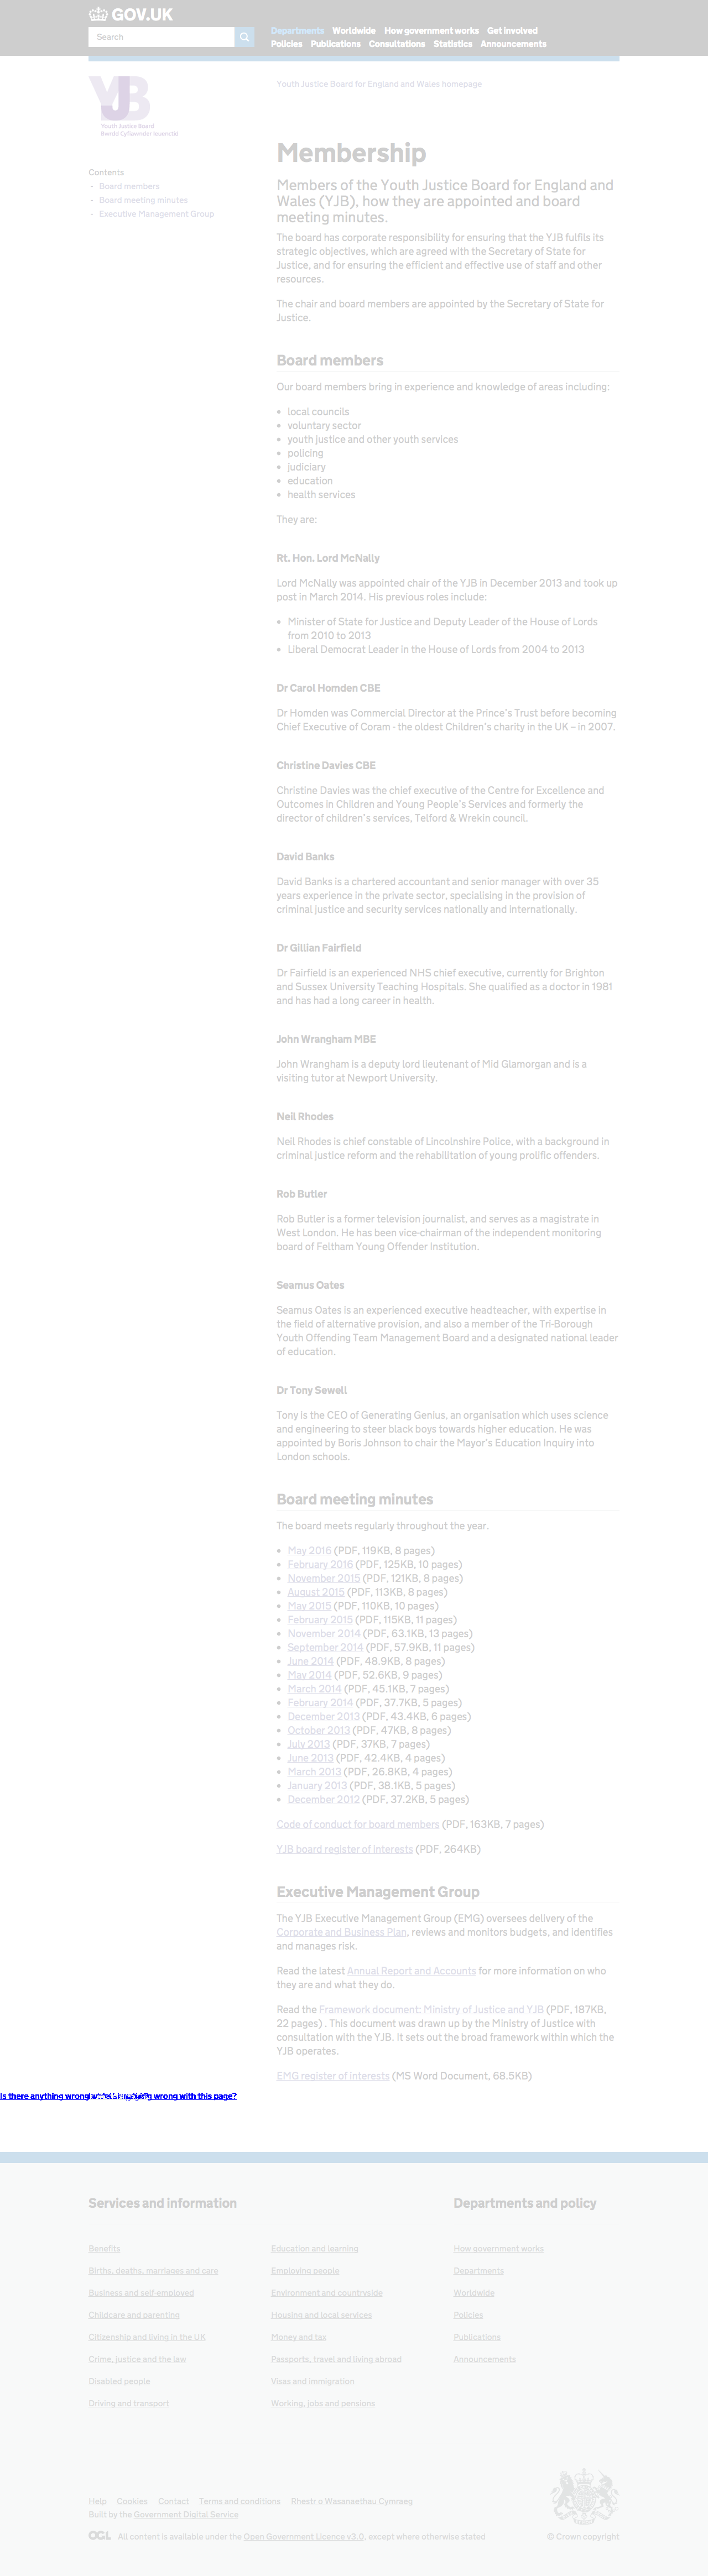 GOV.UK
Search
Departments Worldwide How government works Get involved
Policies Publications Consultations Statistics Announcements
YJB
Youth Justice Board
Bwrdd Cyfiawnder Ieuenctid
Youth Justice Board for England and Wales homepage
Contents
- Board members
- Board meeting minutes
- Executive Management Group
Membership
Members of the Youth Justice Board for England and
Wales (YJB), how they are appointed and board
meeting minutes.
The board has corporate responsibility for ensuring that the YJB fulfils its
strategic objectives, which are agreed with the Secretary of State for
Justice, and for ensuring the efficient and effective use of staff and other
resources.
The chair and board members are appointed by the Secretary of State for
Justice.
Board members
Our board members bring in experience and knowledge of areas including:
• local councils
• voluntary sector
• youth justice and other youth services
• policing
• judiciary
• education
• health services
They are:
Rt. Hon. Lord McNally
Lord McNally was appointed chair of the YJB in December 2013 and took up
post in March 2014. His previous roles include:
• Minister of State for Justice and Deputy Leader of the House of Lords
from 2010 to 2013
• Liberal Democrat Leader in the House of Lords from 2004 to 2013
Dr Carol Homden CBE
Dr Homden was Commercial Director at the Prince’s Trust before becoming
Chief Executive of Coram - the oldest Children’s charity in the UK – in 2007.
Christine Davies CBE
Christine Davies was the chief executive of the Centre for Excellence and
Outcomes in Children and Young People’s Services and formerly the
director of children’s services, Telford & Wrekin council.
David Banks
David Banks is a chartered accountant and senior manager with over 35
years experience in the private sector, specialising in the provision of
criminal justice and security services nationally and internationally.
Dr Gillian Fairfield
Dr Fairfield is an experienced NHS chief executive, currently for Brighton
and Sussex University Teaching Hospitals. She qualified as a doctor in 1981
and has had a long career in health.
John Wrangham MBE
John Wrangham is a deputy lord lieutenant of Mid Glamorgan and is a
visiting tutor at Newport University.
Neil Rhodes
Neil Rhodes is chief constable of Lincolnshire Police, with a background in
criminal justice reform and the rehabilitation of young prolific offenders.
Rob Butler
Rob Butler is a former television journalist, and serves as a magistrate in
West London. He has been vice-chairman of the independent monitoring
board of Feltham Young Offender Institution.
Seamus Oates
Seamus Oates is an experienced executive headteacher, with expertise in
the field of alternative provision, and also a member of the Tri-Borough
Youth Offending Team Management Board and a designated national leader
of education.
Dr Tony Sewell
Tony is the CEO of Generating Genius, an organisation which uses science
and engineering to steer black boys towards higher education. He was
appointed by Boris Johnson to chair the Mayor’s Education Inquiry into
London schools.
Board meeting minutes
The board meets regularly throughout the year.
• May 2016 (PDF, 119KB, 8 pages)
• February 2016 (PDF, 125KB, 10 pages)
• November 2015 (PDF, 121KB, 8 pages)
• August 2015 (PDF, 113KB, 8 pages)
• May 2015 (PDF, 110KB, 10 pages)
• February 2015 (PDF, 115KB, 11 pages)
• November 2014 (PDF, 63.1KB, 13 pages)
• September 2014 (PDF, 57.9KB, 11 pages)
• June 2014 (PDF, 48.9KB, 8 pages)
• May 2014 (PDF, 52.6KB, 9 pages)
• March 2014 (PDF, 45.1KB, 7 pages)
• February 2014 (PDF, 37.7KB, 5 pages)
• December 2013 (PDF, 43.4KB, 6 pages)
• October 2013 (PDF, 47KB, 8 pages)
• July 2013 (PDF, 37KB, 7 pages)
• June 2013 (PDF, 42.4KB, 4 pages)
• March 2013 (PDF, 26.8KB, 4 pages)
• January 2013 (PDF, 38.1KB, 5 pages)
• December 2012 (PDF, 37.2KB, 5 pages)
Code of conduct for board members (PDF, 163KB, 7 pages)
YJB board register of interests (PDF, 264KB)
Executive Management Group
The YJB Executive Management Group (EMG) oversees delivery of the
Corporate and Business Plan, reviews and monitors budgets, and identifies
and manages risk.
Read the latest Annual Report and Accounts for more information on who
they are and what they do.
Read the Framework document: Ministry of Justice and YJB (PDF, 187KB,
22 pages) . This document was drawn up by the Ministry of Justice with
consultation with the YJB. It sets out the broad framework within which the
YJB operates.
EMG register of interests (MS Word Document, 68.5KB)
Is there anything wrong wrong with this page?
Services and information
Departments and policy
Benefits
Births, deaths, marriages and care
Business and self-employed
Childcare and parenting
Citizenship and living in the UK
Crime, justice and the law
Disabled people
Driving and transport
Education and learning
Employing people
Environment and countryside
Housing and local services
Money and tax
Passports, travel and living abroad
Visas and immigration
Working, jobs and pensions
How government works
Departments
Worldwide
Policies
Publications
Announcements
Help Cookies Contact Terms and conditions Rhestr o Wasanaethau Cymraeg
Built by the Government Digital Service
OGL All content is available under the Open Government Licence v3.0, except where otherwise stated
© Crown copyright